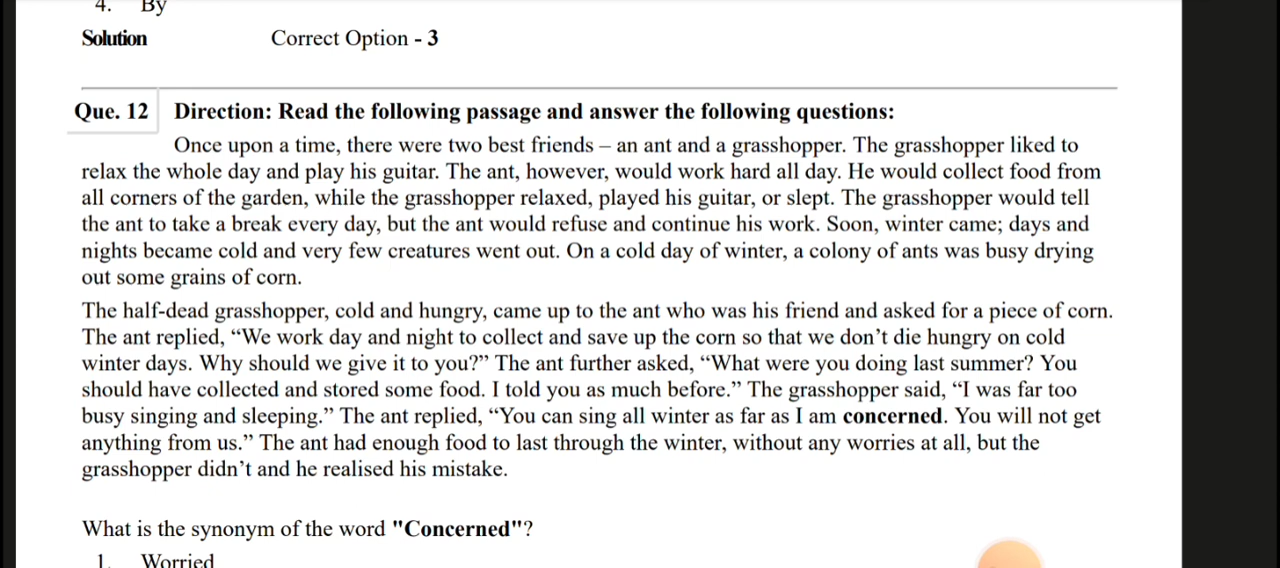 4. By
Solution Correct Option - 3
Que. 12 Direction: Read the following passage and answer the following questions:
Once upon a time, there were two best friends – an ant and a grasshopper. The grasshopper liked to
relax the whole day and play his guitar. The ant, however, would work hard all day. He would collect food from
all corners of the garden, while the grasshopper relaxed, played his guitar, or slept. The grasshopper would tell
the ant to take a break every day, but the ant would refuse and continue his work. Soon, winter came; days and
nights became cold and very few creatures went out. On a cold day of winter, a colony of ants was busy drying
out some grains of corn.
The half-dead grasshopper, cold and hungry, came up to the ant who was his friend and asked for a piece of corn.
The ant replied, “We work day and night to collect and save up the corn so that we don’t die hungry on cold
winter days. Why should we give it to you?” The ant further asked, “What were you doing last summer? You
should have collected and stored some food. I told you as much before.” The grasshopper said, “I was far too
busy singing and sleeping.” The ant replied, “You can sing all winter as far as I am concerned. You will not get
anything from us.” The ant had enough food to last through the winter, without any worries at all, but the
grasshopper didn’t and he realised his mistake.
What is the synonym of the word "Concerned"?
1. Worried